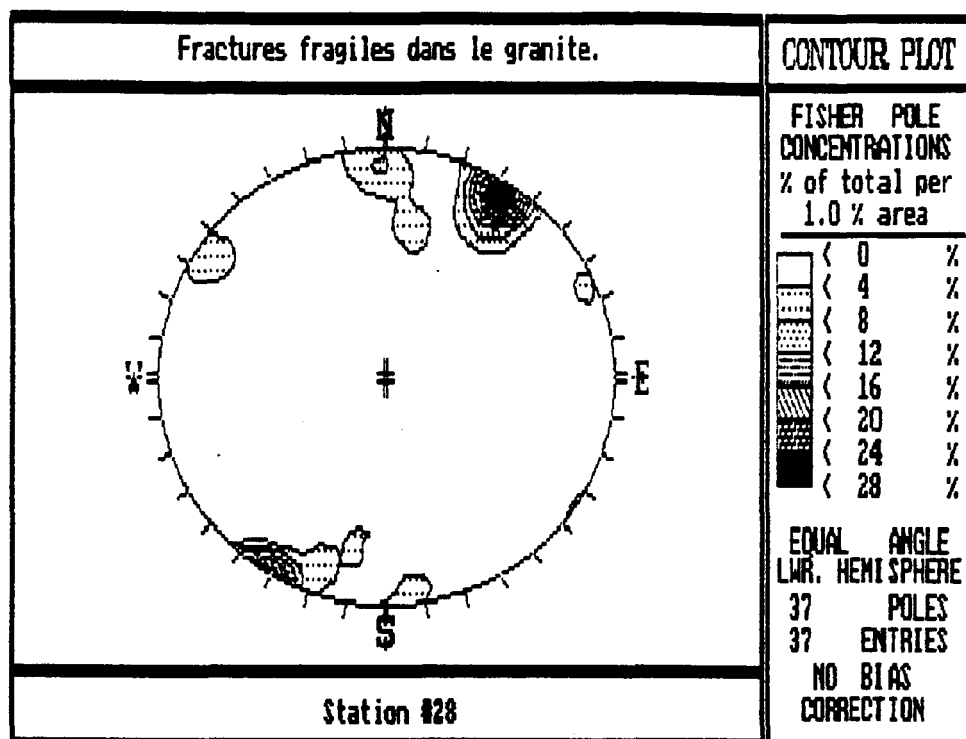 Fractures fragiles dans le granite.
N
W
E
S
Station #28
CONTOUR PLOT
FISHER POLE
CONCENTRATIONS
% of total per
1.0 % area
< 0 %
< 4 %
< 8 %
< 12 %
< 16 %
< 20 %
< 24 %
< 28 %
EQUAL ANGLE
LWR. HEMISPHERE
37 POLES
37 ENTRIES
NO BIAS
CORRECTION